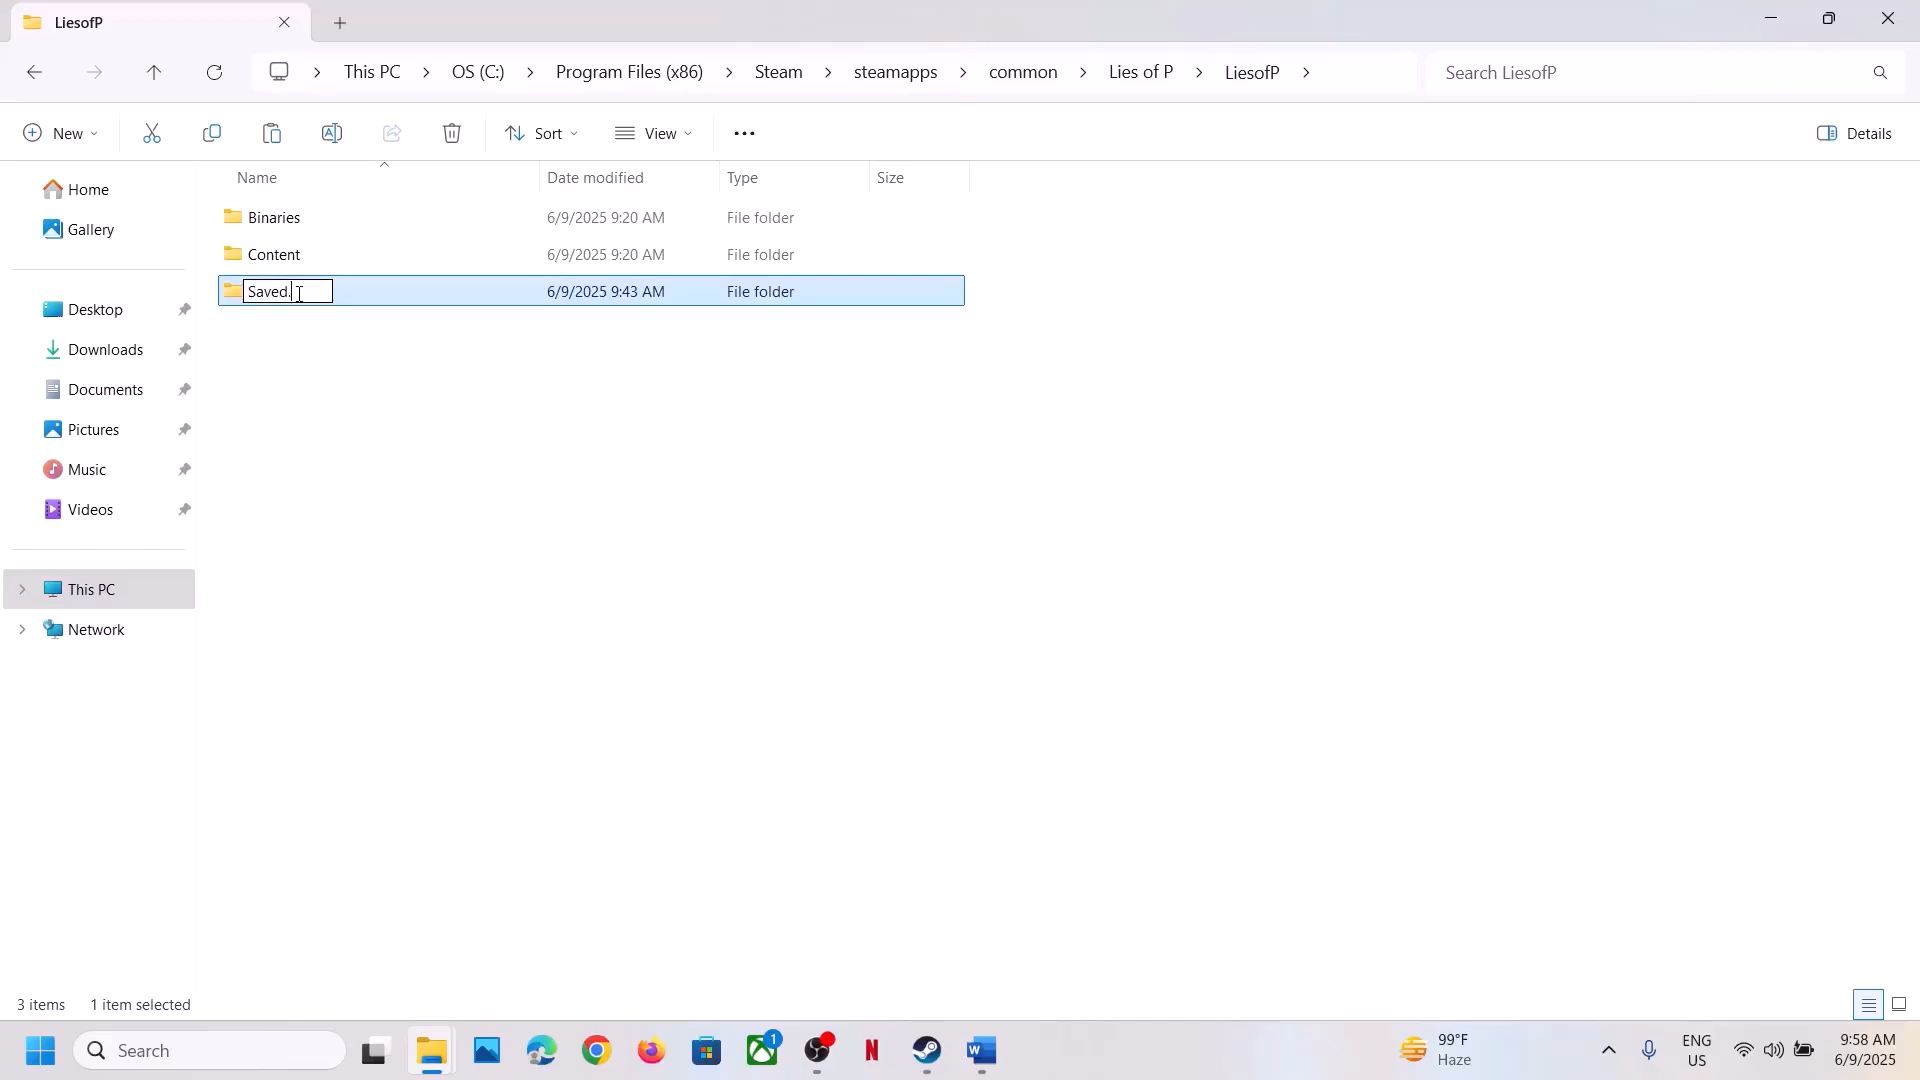 LiesofP
This PC
OS (C:)
Program Files (x86)
Steam
steamapps
common
Lies of P
LiesofP
Search LiesofP
New
Sort
View
Details
Name
Date modified
Type
Size
Binaries
6/9/2025 9:20 AM
File folder
Content
6/9/2025 9:20 AM
File folder
Saved.
6/9/2025 9:43 AM
File folder
Home
Gallery
Desktop
Downloads
Documents
Pictures
Music
Videos
This PC
Network
3 items
1 item selected
Search
1
N
99°F
Haze
ENG
US
9:58 AM
6/9/2025